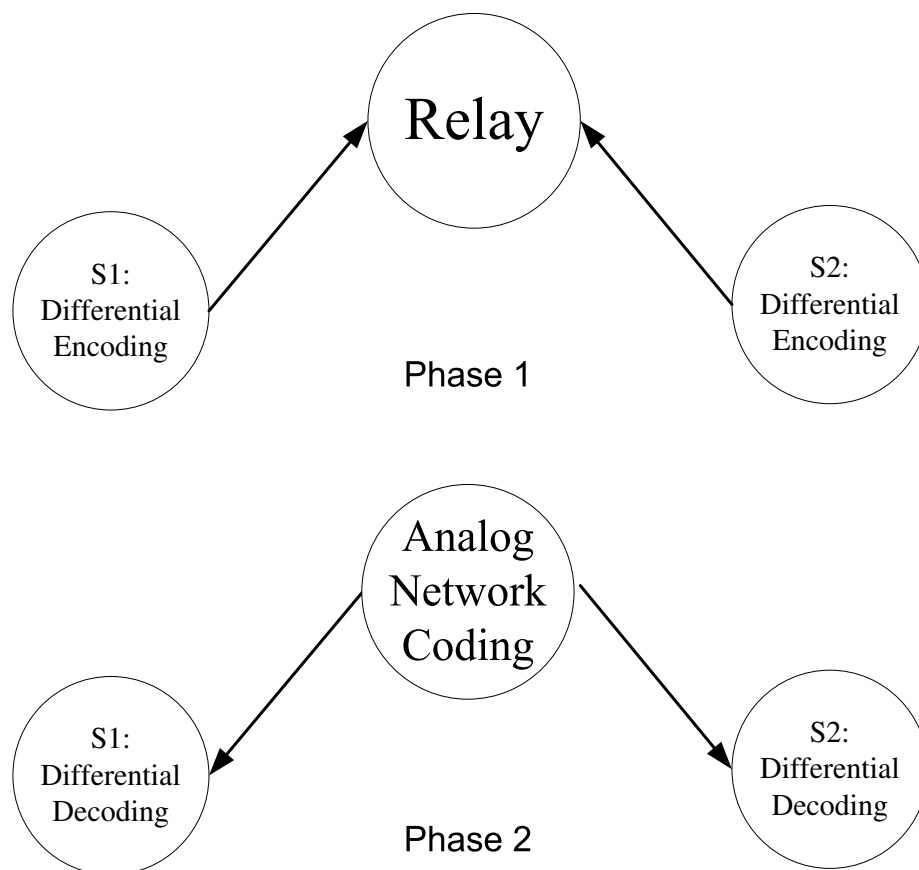 Relay
S1:
Differential
Encoding
S2:
Differential
Encoding
Phase 1
Analog
Network
Coding
S1:
Differential
Decoding
S2:
Differential
Decoding
Phase 2